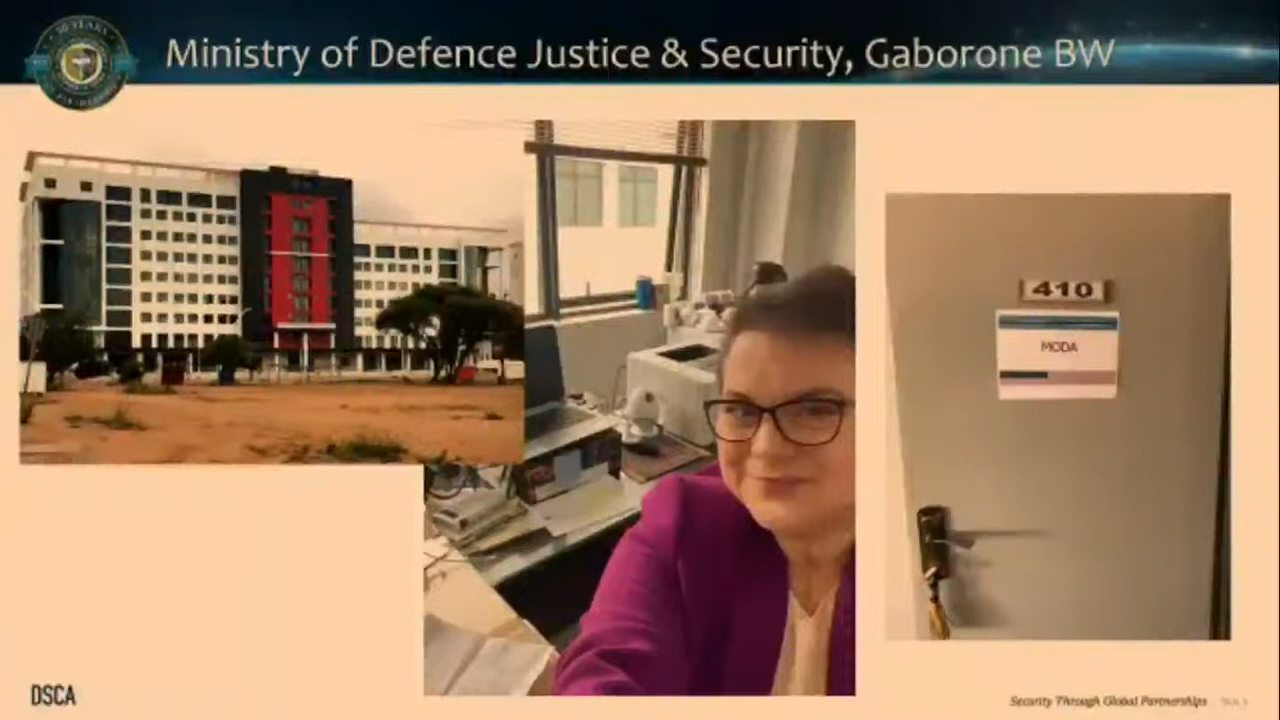 Ministry of Defence Justice & Security, Gaborone BW
410
MODA
DSCA
Security Through Global Partnerships